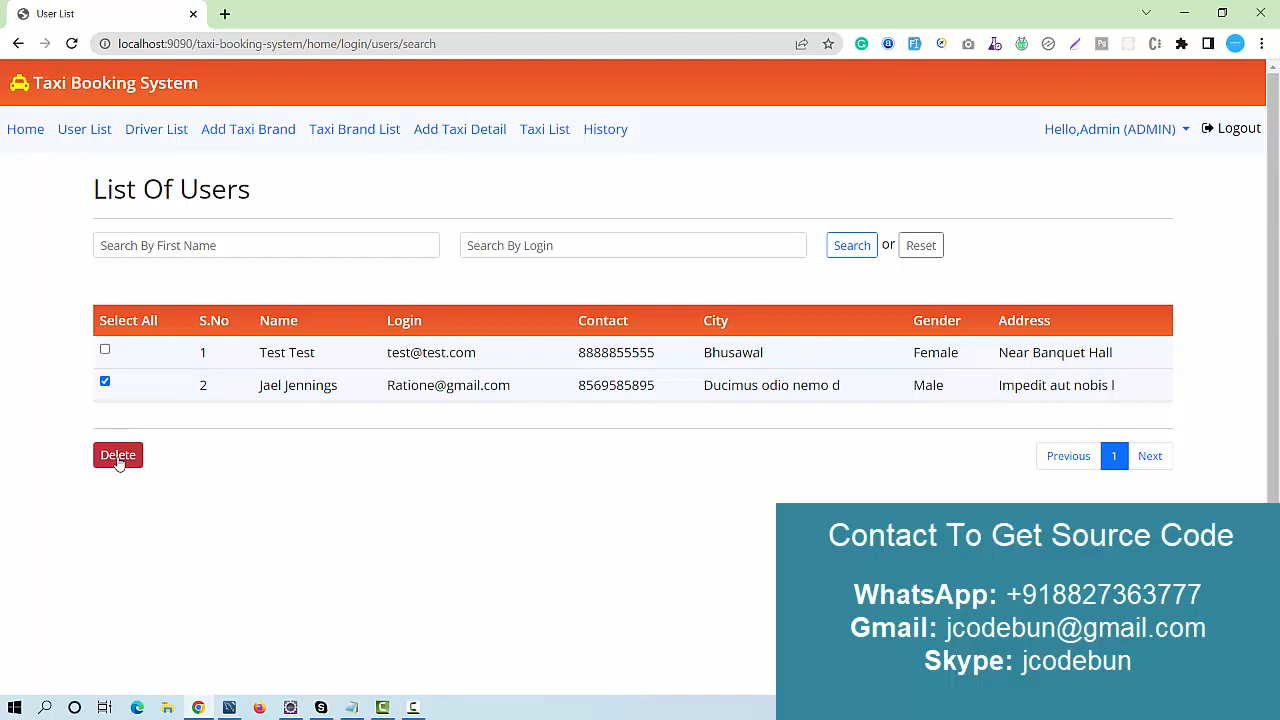 User List
localhost:9090/taxi-booking-system/home/login/users/search
Taxi Booking System
Home User List Driver List Add Taxi Brand Taxi Brand List Add Taxi Detail Taxi List History Hello,Admin (ADMIN) Logout
List Of Users
Search By First Name Search By Login Search or Reset
Select All S.No Name Login Contact City Gender Address
1 Test Test test@test.com 8888855555 Bhusawal Female Near Banquet Hall
2 Jael Jennings Ratione@gmail.com 8569585895 Ducimus odio nemo d Male Impedit aut nobis l
Delete Previous 1 Next
Contact To Get Source Code
WhatsApp: +918827363777
Gmail: jcodebun@gmail.com
Skype: jcodebun